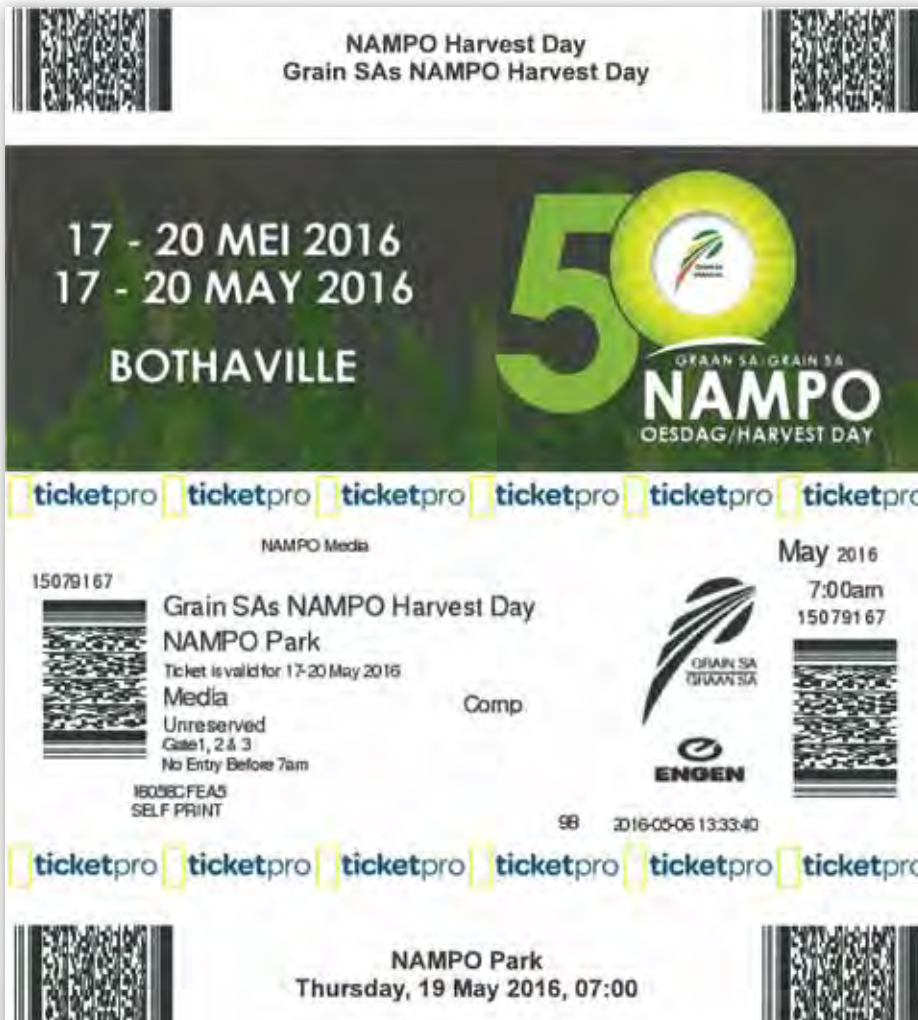 NAMPO Harvest Day
Grain SAs NAMPO Harvest Day
17 - 20 MEI 2016
17 - 20 MAY 2016
BOTHAVILLE
50
GRAAN SA/GRAIN SA
NAMPO
OESDAG/HARVEST DAY
ticketpro ticketpro ticketpro ticketpro ticketpro ticketpro
NAMPO Media
15079167
Grain SAs NAMPO Harvest Day
NAMPO Park
Ticket is valid for 17-20 May 2016
Media
Unreserved
Gate1, 2 & 3
No Entry Before 7am
16058CFEA5
SELF PRINT
Comp
May 2016
7:00am
15079167
GRAIN SA
GRAAN SA
ENGEN
98 2016-05-06 13:33:40
ticketpro ticketpro ticketpro ticketpro ticketpro ticketpro
NAMPO Park
Thursday, 19 May 2016, 07:00